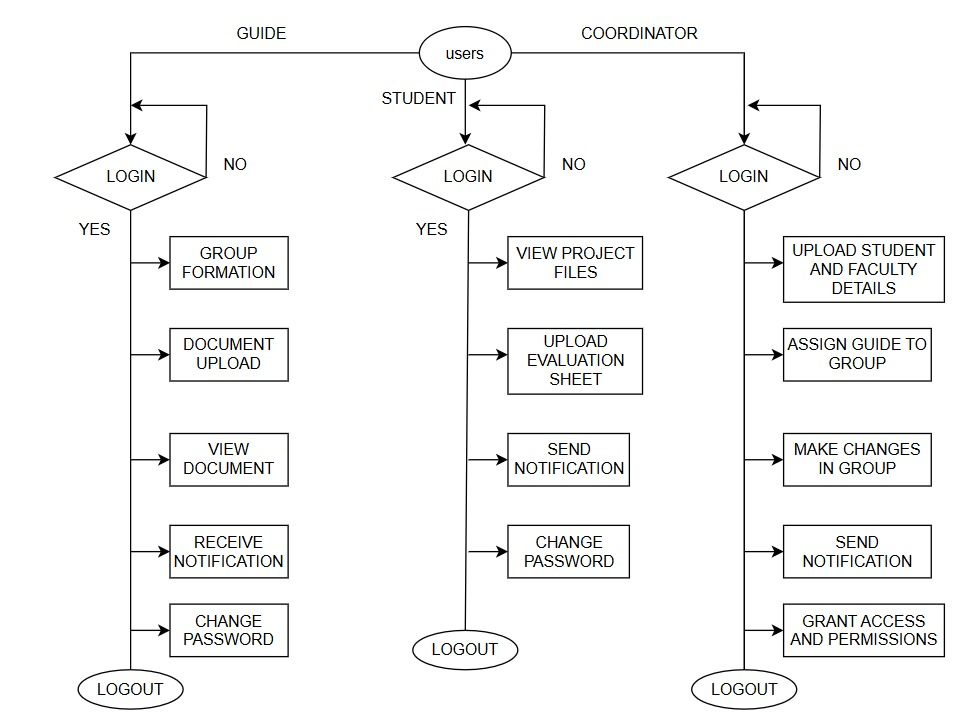 GUIDE
users
COORDINATOR
STUDENT
LOGIN
NO
LOGIN
NO
LOGIN
NO
YES
YES
GROUP
FORMATION
DOCUMENT
UPLOAD
VIEW
DOCUMENT
RECEIVE
NOTIFICATION
CHANGE
PASSWORD
LOGOUT
VIEW PROJECT
FILES
UPLOAD
EVALUATION
SHEET
SEND
NOTIFICATION
CHANGE
PASSWORD
LOGOUT
UPLOAD STUDENT
AND FACULTY
DETAILS
ASSIGN GUIDE TO
GROUP
MAKE CHANGES
IN GROUP
SEND
NOTIFICATION
GRANT ACCESS
AND PERMISSIONS
LOGOUT